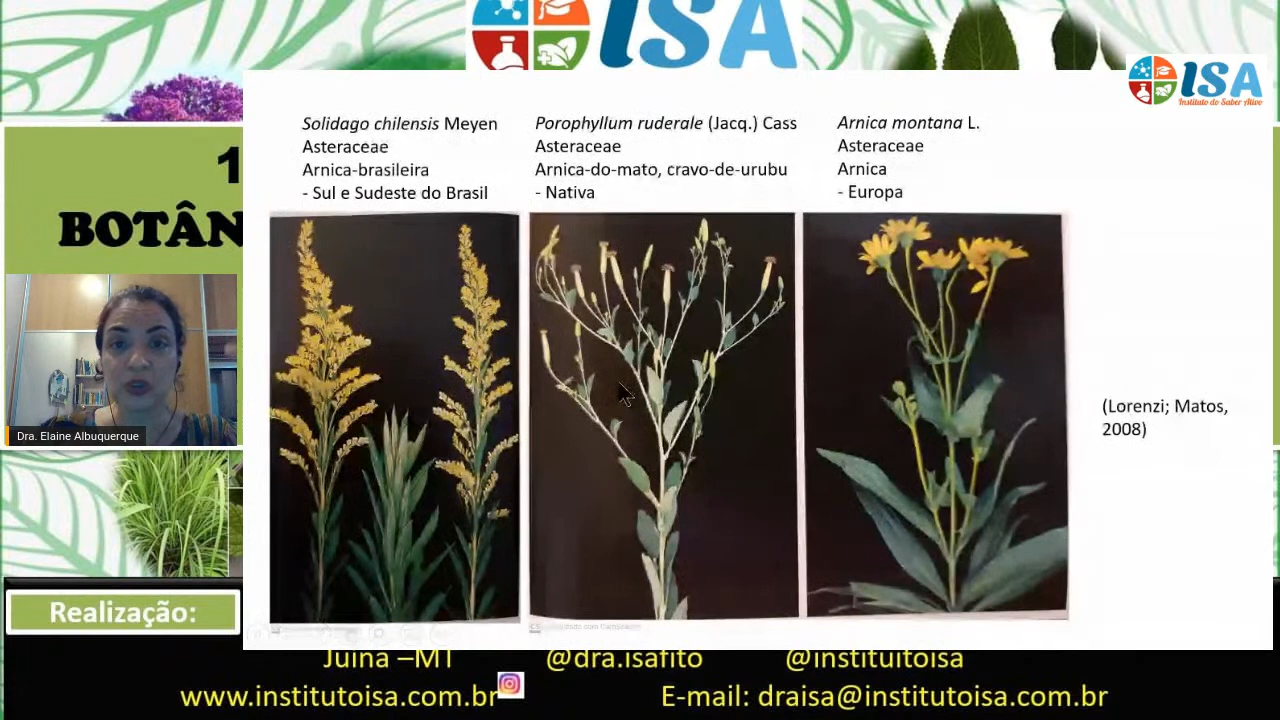 ISA
ISA
Instituto do Saber Ativo
Solidago chilensis Meyen
Asteraceae
Arnica-brasileira
- Sul e Sudeste do Brasil
Porophyllum ruderale (Jacq.) Cass
Asteraceae
Arnica-do-mato, cravo-de-urubu
- Nativa
Arnica montana L.
Asteraceae
Arnica
- Europa
1
BOTÂN
(Lorenzi; Matos,
2008)
Dra. Elaine Albuquerque
Realização:
Juína –MT @dra.isafito @instituitoisa
www.institutoisa.com.br E-mail: draisa@institutoisa.com.br